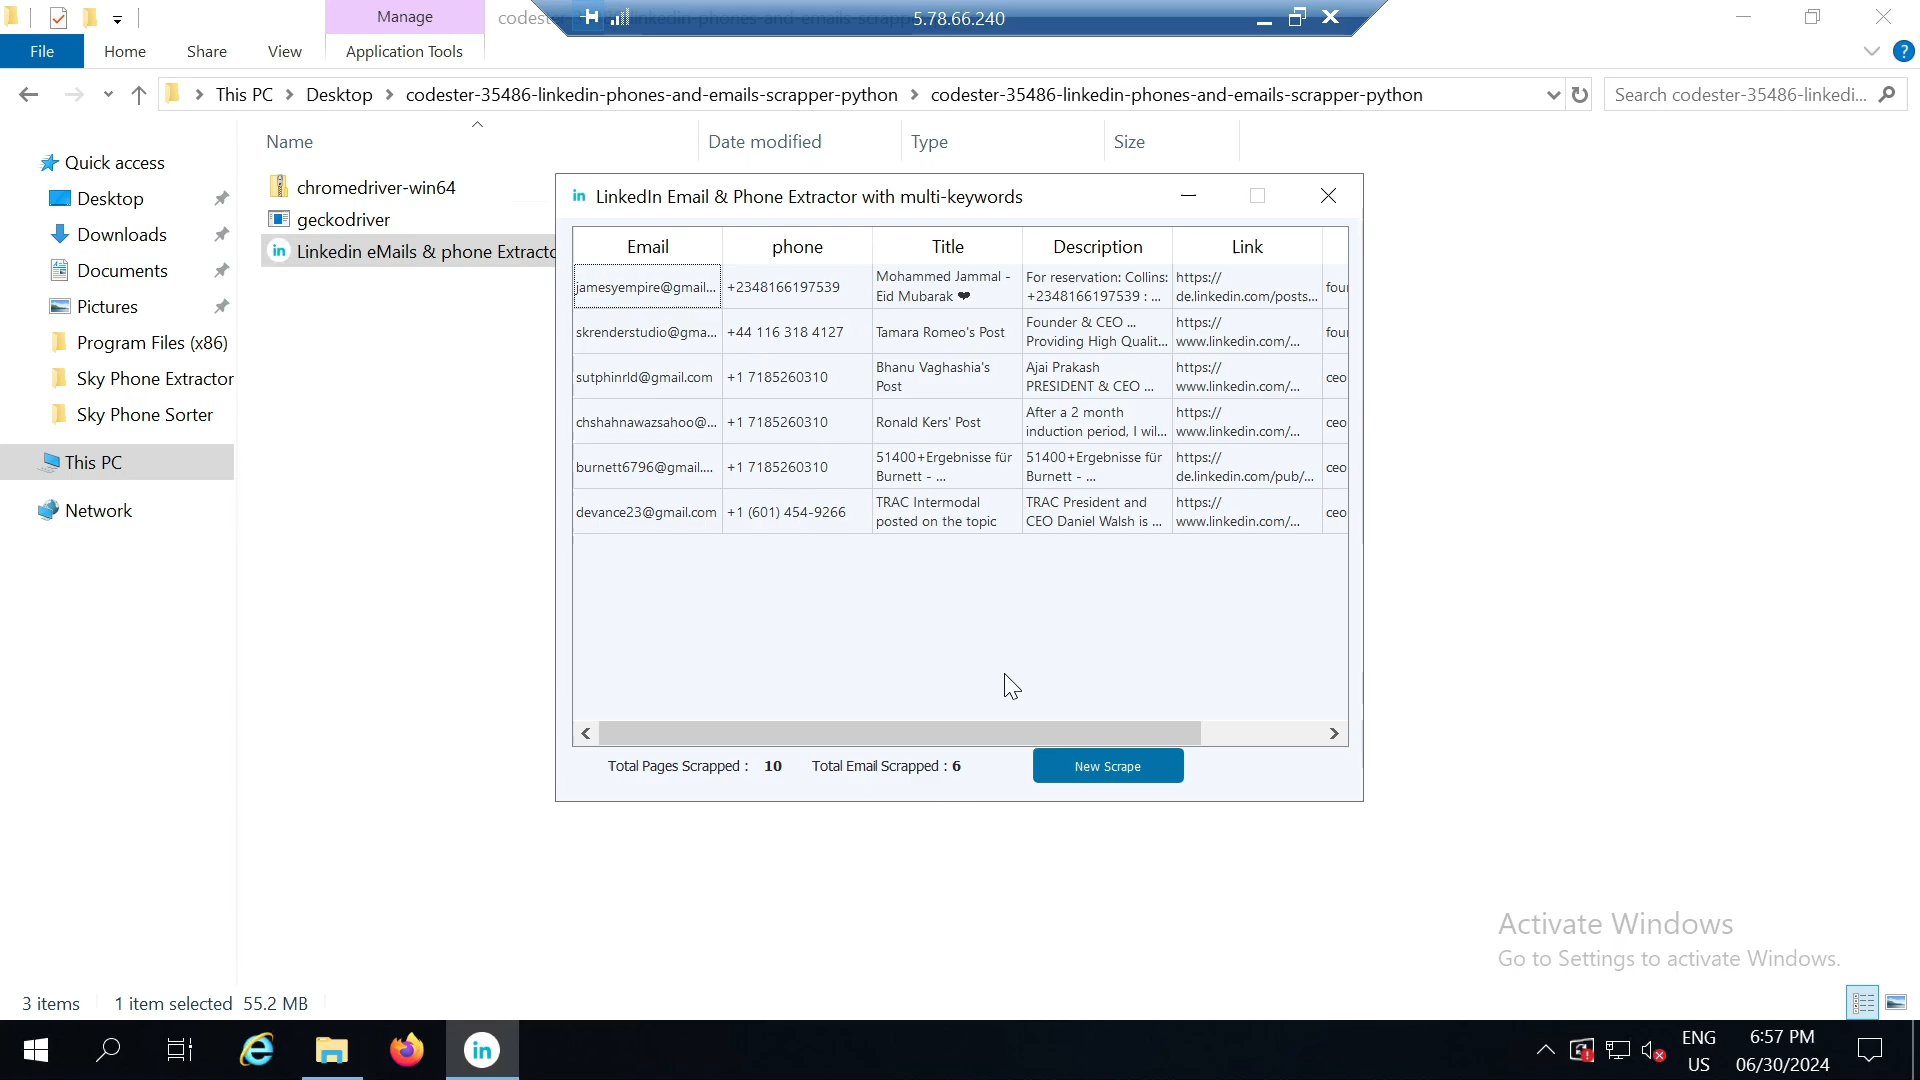 Manage
codest
5.78.66.240
File
Home
Share
View
Application Tools
This PC
Desktop
codester-35486-linkedin-phones-and-emails-scrapper-python
codester-35486-linkedin-phones-and-emails-scrapper-python
Search codester-35486-linkedi...
Name
Date modified
Type
Size
Quick access
Desktop
Downloads
Documents
Pictures
Program Files (x86)
Sky Phone Extractor
Sky Phone Sorter
This PC
Network
chromedriver-win64
geckodriver
Linkedin eMails & phone Extracto
in LinkedIn Email & Phone Extractor with multi-keywords
Email phone Title Description Link
jamesyempire@gmail... +2348166197539 Mohammed Jammal - Eid Mubarak ❤ For reservation: Collins: +2348166197539 : ... https:// de.linkedin.com/posts... four
skrenderstudio@gma... +44 116 318 4127 Tamara Romeo's Post Founder & CEO ... Providing High Qualit... https:// www.linkedin.com/... four
sutphinrld@gmail.com +1 7185260310 Bhanu Vaghashia's Post Ajai Prakash PRESIDENT & CEO ... https:// www.linkedin.com/... ceo
chshahnawazsahoo@... +1 7185260310 Ronald Kers' Post After a 2 month induction period, I wil... https:// www.linkedin.com/... ceo
burnett6796@gmail.... +1 7185260310 51400+Ergebnisse für Burnett - ... 51400+Ergebnisse für Burnett - ... https:// de.linkedin.com/pub/... ceo
devance23@gmail.com +1 (601) 454-9266 TRAC Intermodal posted on the topic TRAC President and CEO Daniel Walsh is ... https:// www.linkedin.com/... ceo
Total Pages Scrapped : 10 Total Email Scrapped : 6 New Scrape
Activate Windows
Go to Settings to activate Windows.
3 items 1 item selected 55.2 MB
in
ENG
US
6:57 PM
06/30/2024